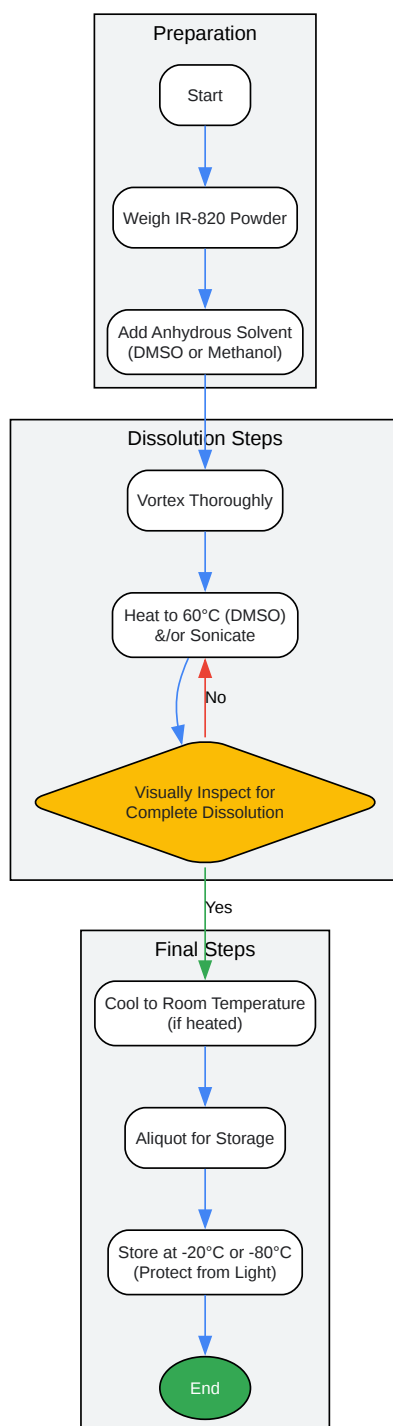 Preparation
Start
Weigh IR-820 Powder
Add Anhydrous Solvent
(DMSO or Methanol)
Dissolution Steps
Vortex Thoroughly
Heat to 60°C (DMSO)
&/or Sonicate
No
Visually Inspect for
Complete Dissolution
Yes
Final Steps
Cool to Room Temperature
(if heated)
Aliquot for Storage
Store at -20°C or -80°C
(Protect from Light)
End